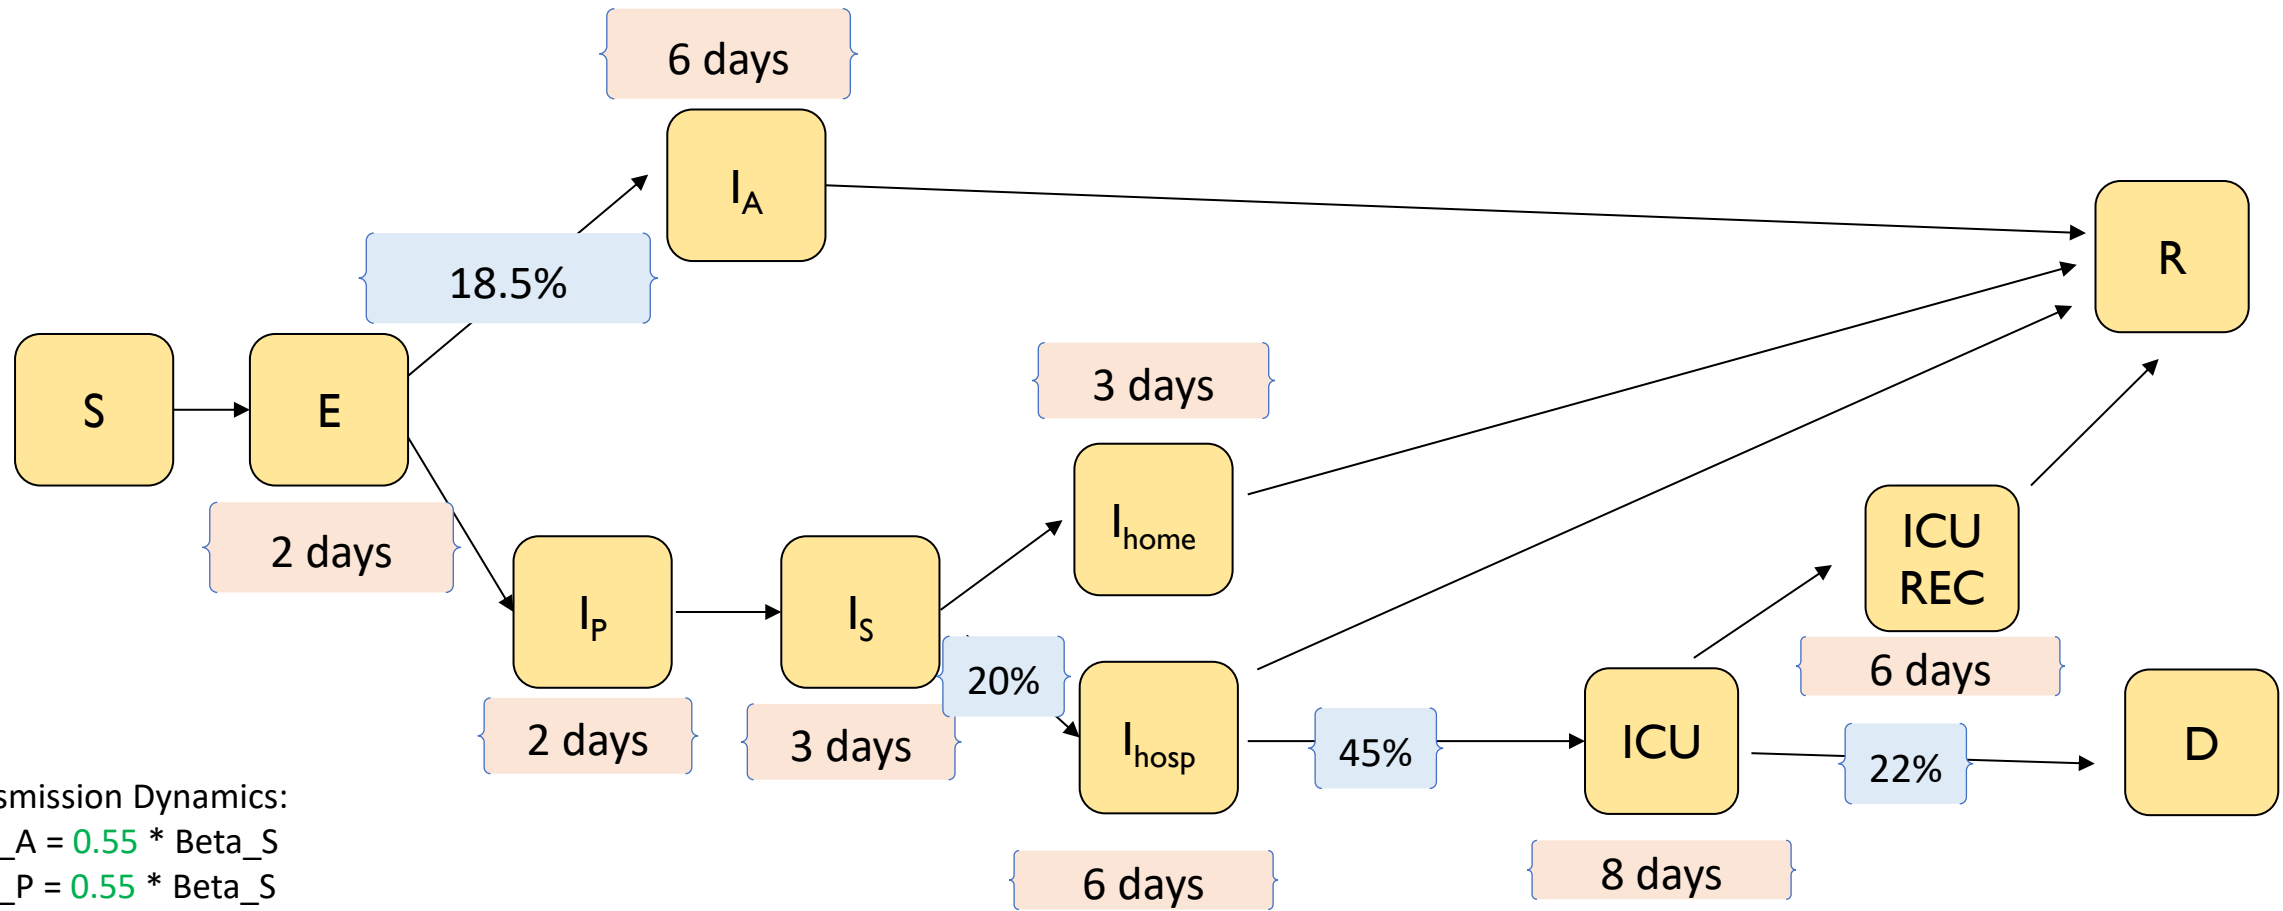 6 days
I_A
18.5%
R
S
E
3 days
2 days
I_home
ICU
REC
I_P
I_S
20%
6 days
I_hosp
45%
ICU
22%
D
2 days
3 days
smission Dynamics:
_A = 0.55 * Beta_S
_P = 0.55 * Beta_S
6 days
8 days